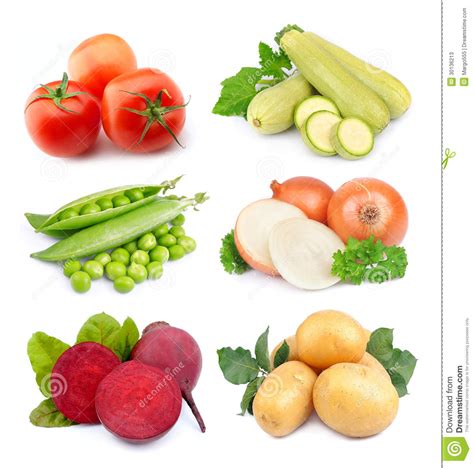 dreamstime
Download from
Dreamstime.com
This watermarked comp image is for previewing purposes only.
30136213
Margo555 | Dreamstime.com